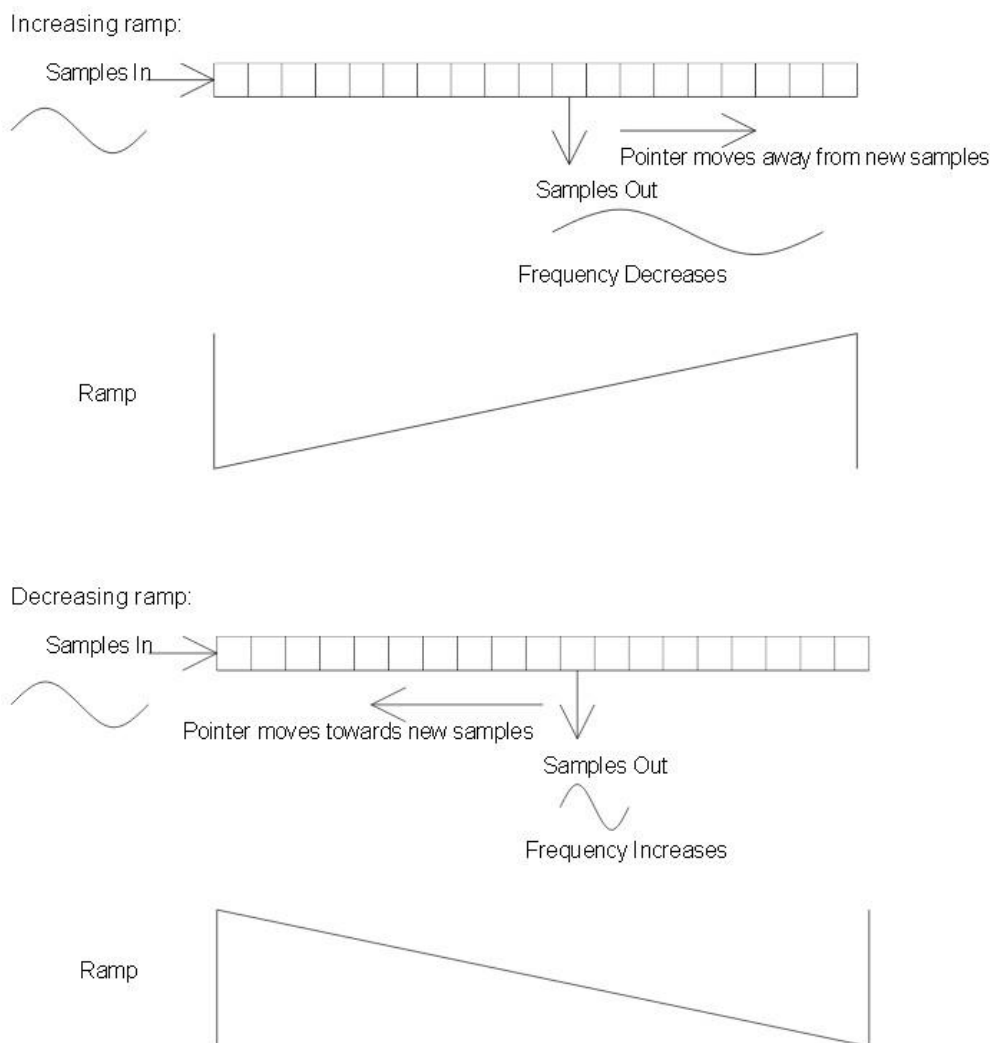 Increasing ramp:
Samples In
Pointer moves away from new samples
Samples Out
Frequency Decreases
Ramp
Decreasing ramp:
Samples In
Pointer moves towards new samples
Samples Out
Frequency Increases
Ramp